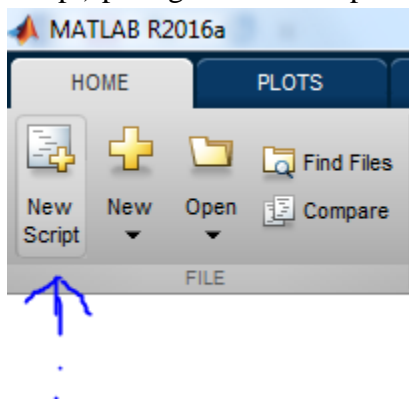 MATLAB R2016a
HOME PLOTS
Find Files
New New Open Compare
Script
FILE